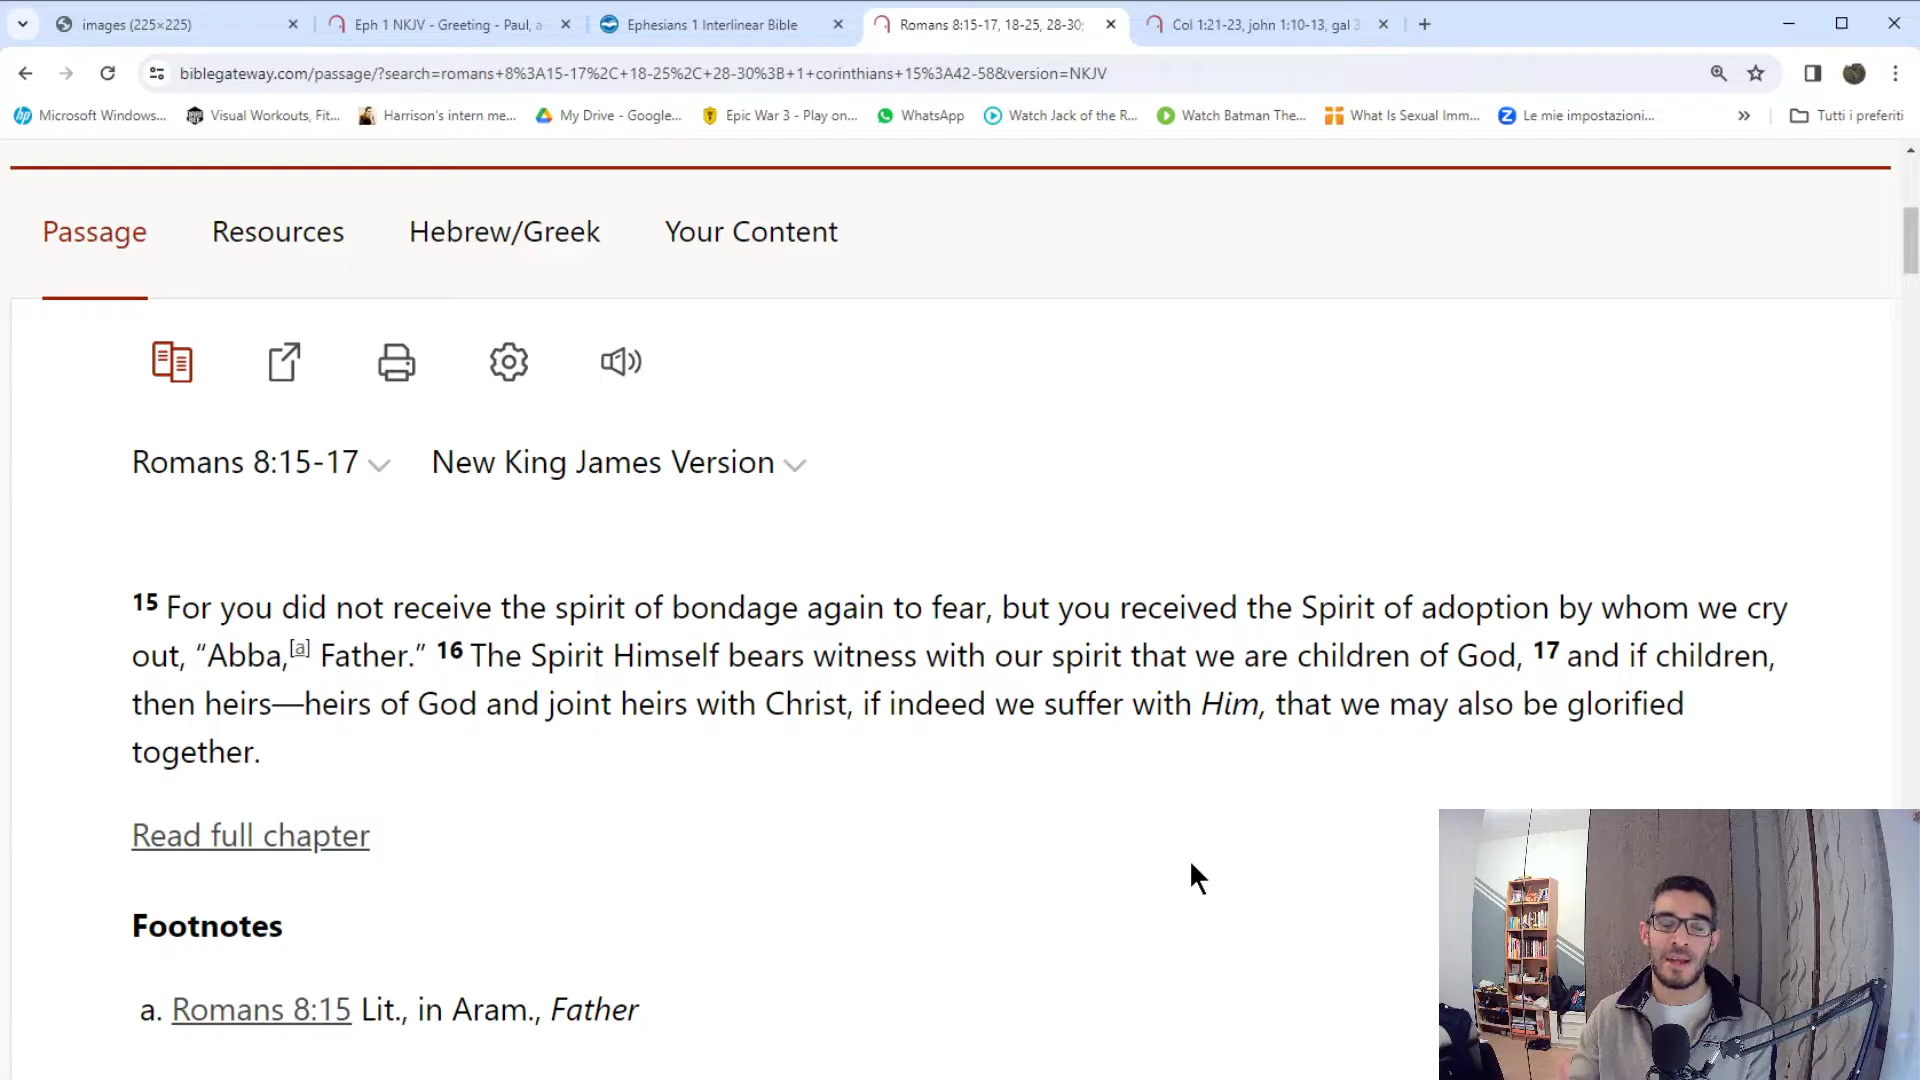 images (225×225)
Eph 1 NKJV - Greeting - Paul, a
Ephesians 1 Interlinear Bible
Romans 8:15-17, 18-25, 28-30;
Col 1:21-23, john 1:10-13, gal 3
biblegateway.com/passage/?search=romans+8%3A15-17%2C+18-25%2C+28-30%3B+1+corinthians+15%3A42-58&version=NKJV
Microsoft Windows...
Visual Workouts, Fit...
Harrison's intern me...
My Drive - Google...
Epic War 3 - Play on...
WhatsApp
Watch Jack of the R...
Watch Batman The...
What Is Sexual Imm...
Le mie impostazioni...
»
Tutti i preferiti
Passage
Resources
Hebrew/Greek
Your Content
Romans 8:15-17
New King James Version
15 For you did not receive the spirit of bondage again to fear, but you received the Spirit of adoption by whom we cry
out, “Abba,[a] Father.” 16 The Spirit Himself bears witness with our spirit that we are children of God, 17 and if children,
then heirs—heirs of God and joint heirs with Christ, if indeed we suffer with Him, that we may also be glorified
together.
Read full chapter
Footnotes
a. Romans 8:15 Lit., in Aram., Father